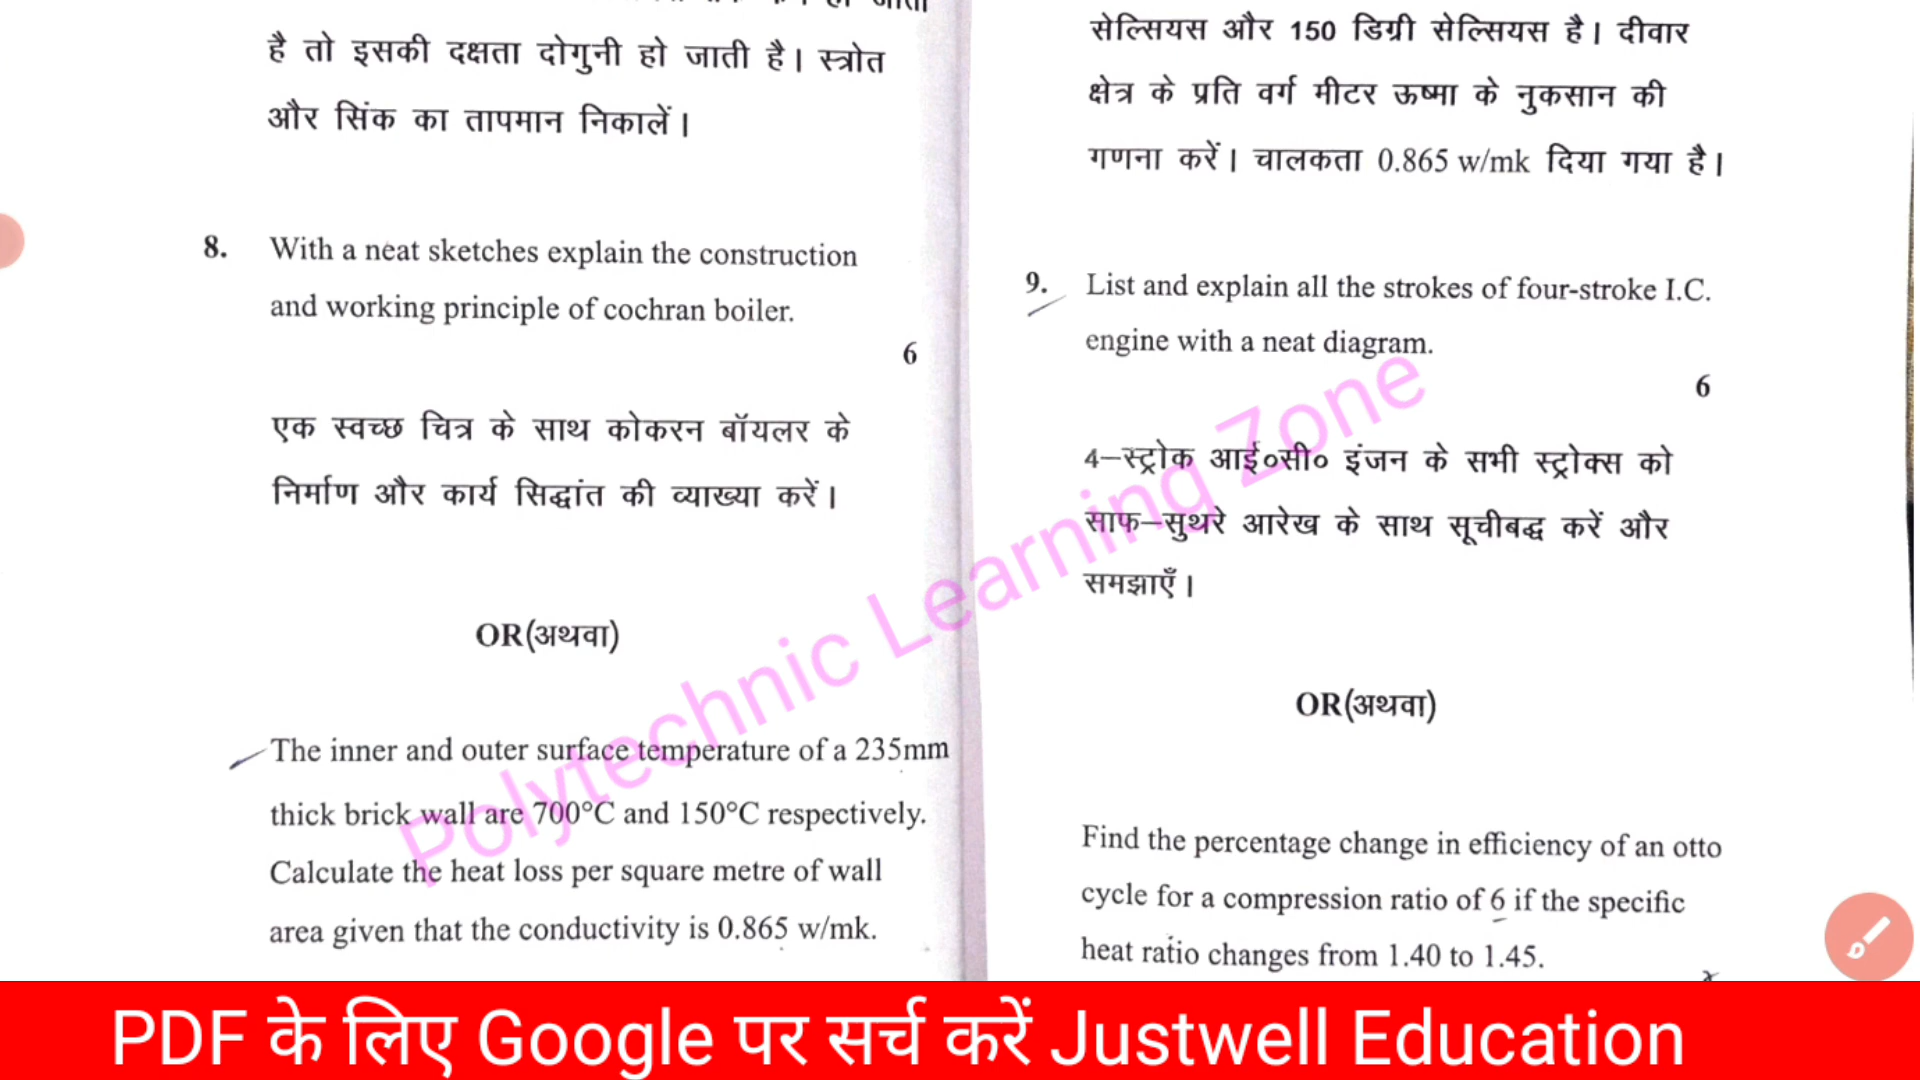 है तो इसकी दक्षता दोगुनी हो जाती है। स्त्रोत
और सिंक का तापमान निकालें।
8. With a neat sketches explain the construction
and working principle of cochran boiler.
6
एक स्वच्छ चित्र के साथ कोकरन बॉयलर के
निर्माण और कार्य सिद्धांत की व्याख्या करें।
OR(अथवा)
The inner and outer surface temperature of a 235mm
thick brick wall are 700°C and 150°C respectively.
Calculate the heat loss per square metre of wall
area given that the conductivity is 0.865 w/mk.
सेल्सियस और 150 डिग्री सेल्सियस है। दीवार
क्षेत्र के प्रति वर्ग मीटर ऊष्मा के नुकसान की
गणना करें। चालकता 0.865 w/mk दिया गया है।
9. List and explain all the strokes of four-stroke I.C.
engine with a neat diagram.
6
4–स्ट्रोक आई०सी० इंजन के सभी स्ट्रोक्स को
साफ–सुथरे आरेख के साथ सूचीबद्ध करें और
समझाएँ।
OR(अथवा)
Find the percentage change in efficiency of an otto
cycle for a compression ratio of 6 if the specific
heat ratio changes from 1.40 to 1.45.
Polytechnic Learning Zone
PDF के लिए Google पर सर्च करें Justwell Education